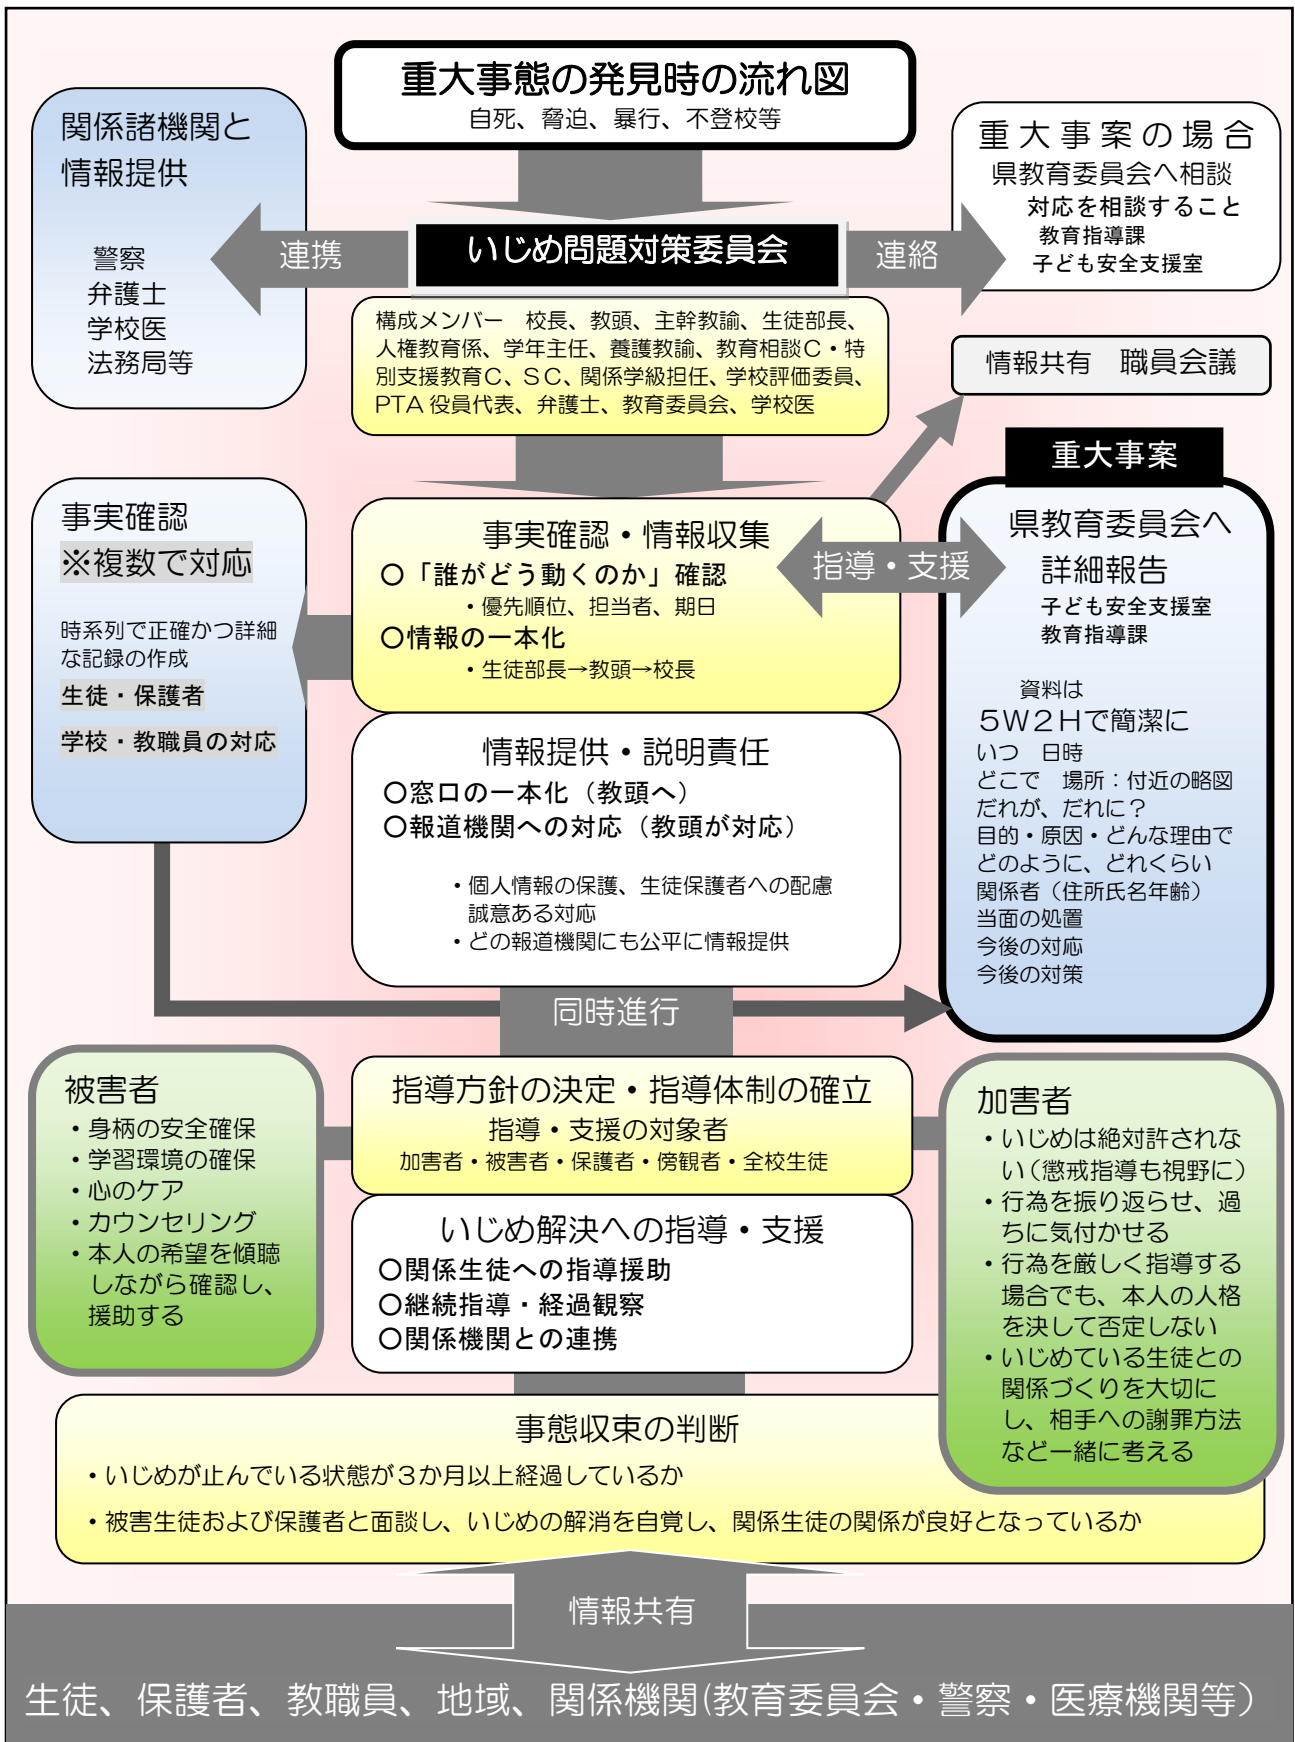 重大事態の発見時の流れ図
自死、脅迫、暴行、不登校等
関係諸機関と
情報提供
警察
弁護士
学校医
法務局等
連携
いじめ問題対策委員会
連絡
重大事案の場合
県教育委員会へ相談
対応を相談すること
教育指導課
子ども安全支援室
構成メンバー　校長、教頭、主幹教諭、生徒部長、
人権教育係、学年主任、養護教諭、教育相談C・特
別支援教育C、SC、関係学級担任、学校評価委員、
PTA 役員代表、弁護士、教育委員会、学校医
情報共有　職員会議
事実確認
※複数で対応
時系列で正確かつ詳細
な記録の作成
生徒・保護者
学校・教職員の対応
事実確認・情報収集
〇「誰がどう動くのか」確認
・優先順位、担当者、期日
〇情報の一本化
・生徒部長→教頭→校長
指導・支援
重大事案
県教育委員会へ
詳細報告
子ども安全支援室
教育指導課
資料は
5W2Hで簡潔に
いつ　日時
どこで　場所：付近の略図
だれが、だれに？
目的・原因・どんな理由で
どのように、どれくらい
関係者（住所氏名年齢）
当面の処置
今後の対応
今後の対策
情報提供・説明責任
〇窓口の一本化（教頭へ）
〇報道機関への対応（教頭が対応）
・個人情報の保護、生徒保護者への配慮
誠意ある対応
・どの報道機関にも公平に情報提供
同時進行
被害者
・身柄の安全確保
・学習環境の確保
・心のケア
・カウンセリング
・本人の希望を傾聴
しながら確認し、
援助する
指導方針の決定・指導体制の確立
指導・支援の対象者
加害者・被害者・保護者・傍観者・全校生徒
いじめ解決への指導・支援
〇関係生徒への指導援助
〇継続指導・経過観察
〇関係機関との連携
加害者
・いじめは絶対許されな
い（懲戒指導も視野に）
・行為を振り返らせ、過
ちに気付かせる
・行為を厳しく指導する
場合でも、本人の人格
を決して否定しない
・いじめている生徒との
関係づくりを大切に
し、相手への謝罪方法
など一緒に考える
事態収束の判断
・いじめが止んでいる状態が３か月以上経過しているか
・被害生徒および保護者と面談し、いじめの解消を自覚し、関係生徒の関係が良好となっているか
情報共有
生徒、保護者、教職員、地域、関係機関(教育委員会・警察・医療機関等）